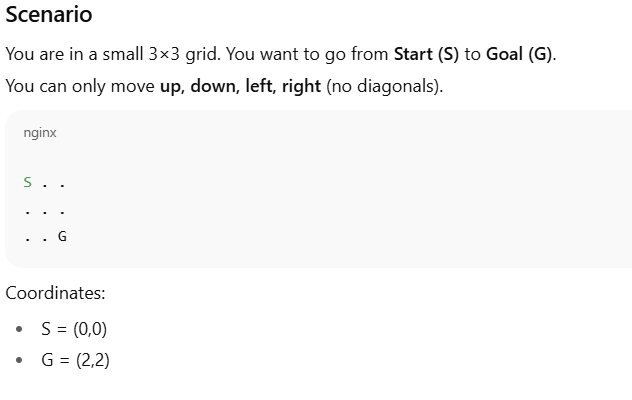 Scenario
You are in a small 3×3 grid. You want to go from Start (S) to Goal (G).
You can only move up, down, left, right (no diagonals).
nginx
S . .
. . .
. . G
Coordinates:
• S = (0,0)
• G = (2,2)